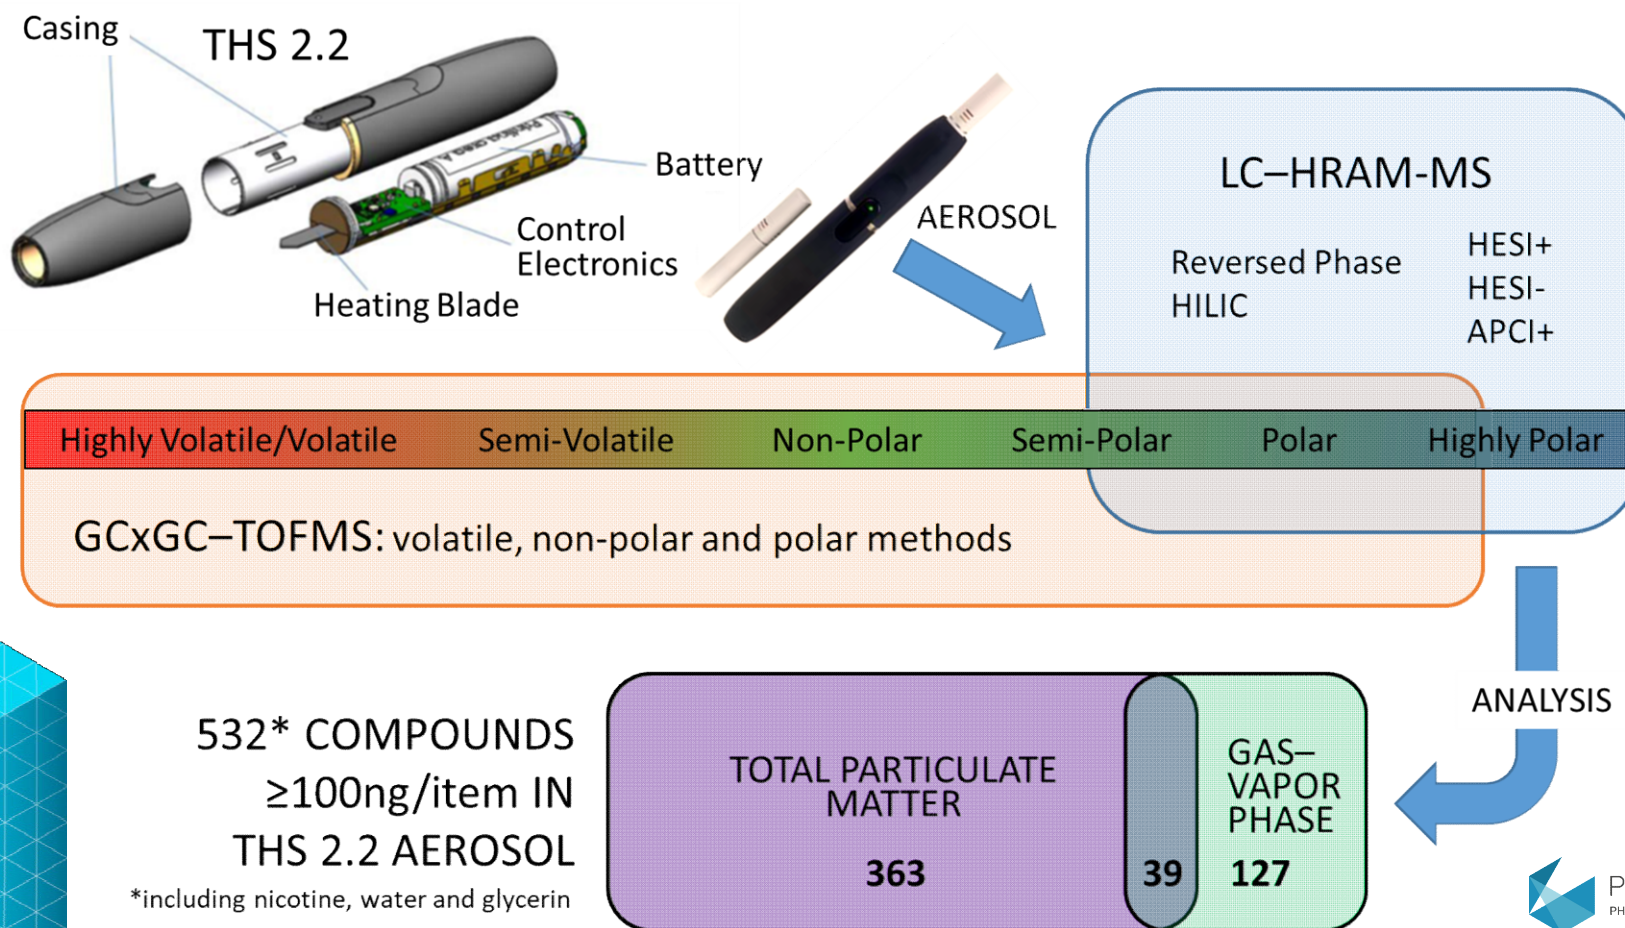 Casing
THS 2.2
Battery
Control
Electronics
Heating Blade
AEROSOL
LC–HRAM-MS
Reversed Phase
HILIC
HESI+
HESI-
APCI+
Highly Volatile/Volatile
Semi-Volatile
Non-Polar
Semi-Polar
Polar
Highly Polar
GCxGC–TOFMS: volatile, non-polar and polar methods
ANALYSIS
532* COMPOUNDS
≥100ng/item IN
THS 2.2 AEROSOL
*including nicotine, water and glycerin
TOTAL PARTICULATE
MATTER
363
39
GAS–
VAPOR
PHASE
127
P
PH